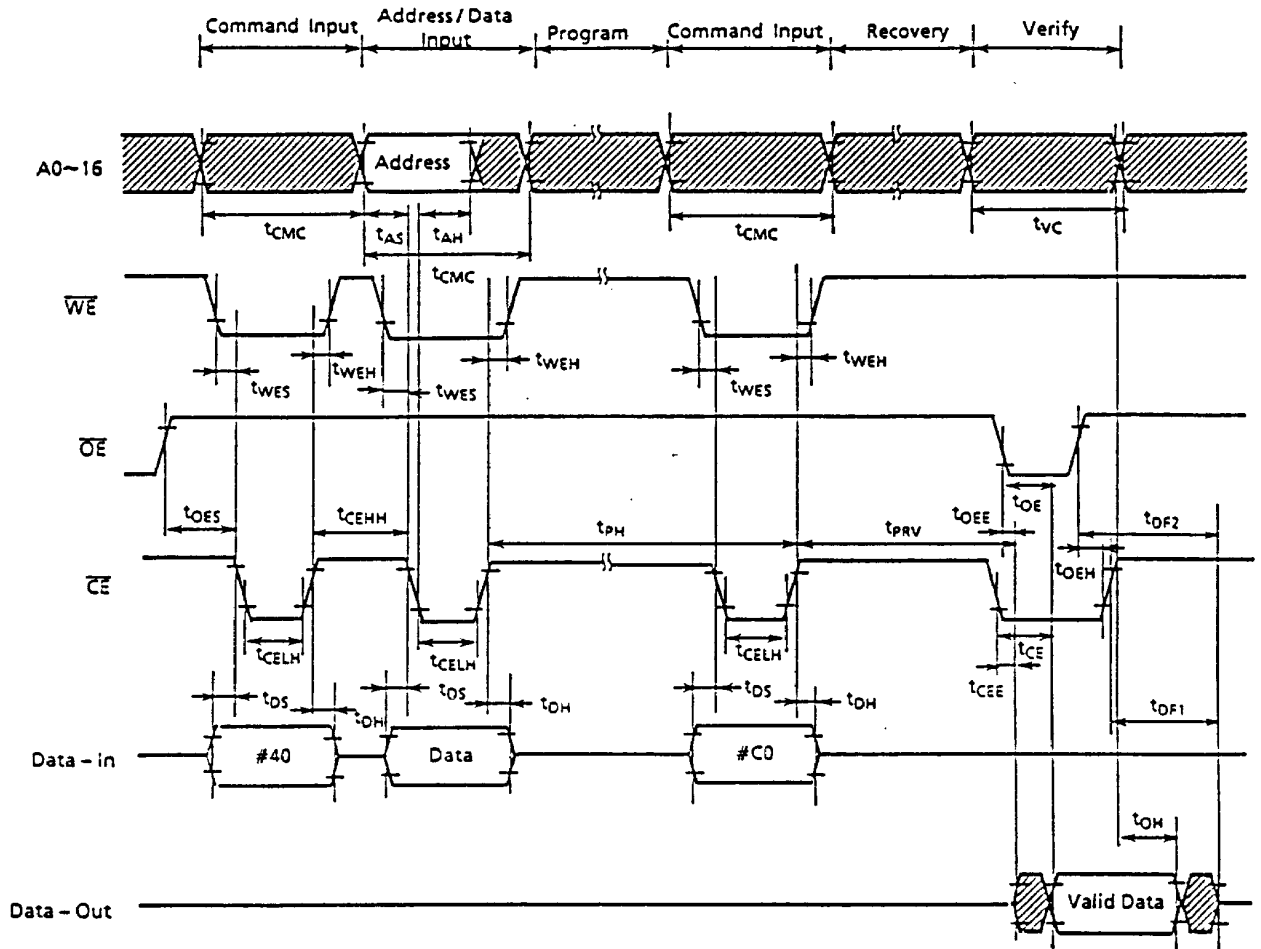 Command Input
Address / Data
Input
Program
Command Input
Recovery
Verify
A0~16
Address
tCMC
tAS
tAH
tCMC
tVC
tCMC
WE
tWES
tWEH
tWES
tWEH
tWES
tWEH
OE
tOES
tCEHH
tPH
tPRV
tOEE
tOE
tDF2
tOEH
CE
tCELH
tCELH
tCELH
tCE
tCEE
tDS
tDH
tDS
tDH
tDS
tDH
tDF1
Data – in
#40
Data
#C0
tOH
Data – Out
Valid Data